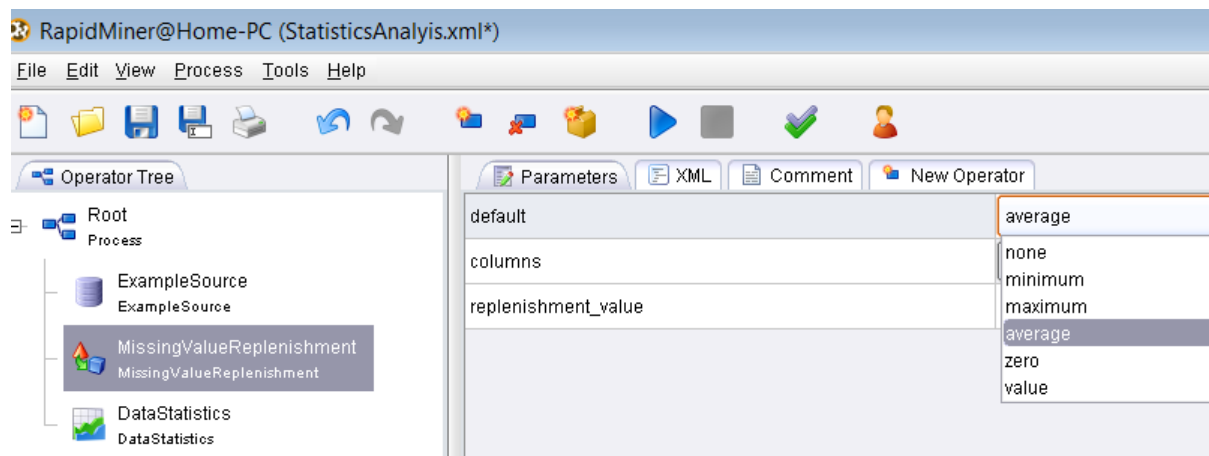 RapidMiner@Home-PC (StatisticsAnalyis.xml*)
File Edit View Process Tools Help
Operator Tree
Root
Process
ExampleSource
ExampleSource
MissingValueReplenishment
MissingValueReplenishment
DataStatistics
DataStatistics
Parameters XML Comment New Operator
default average
columns
replenishment_value
none
minimum
maximum
average
zero
value